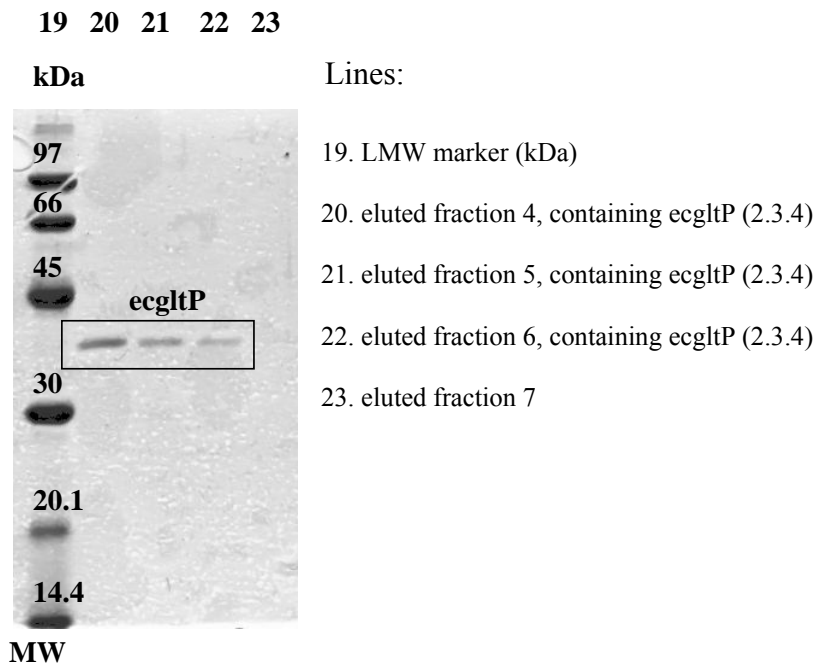 19 20 21 22 23
kDa
Lines:
97
19. LMW marker (kDa)
66
20. eluted fraction 4, containing ecgltP (2.3.4)
45
21. eluted fraction 5, containing ecgltP (2.3.4)
ecgltP
22. eluted fraction 6, containing ecgltP (2.3.4)
30
23. eluted fraction 7
20.1
14.4
MW